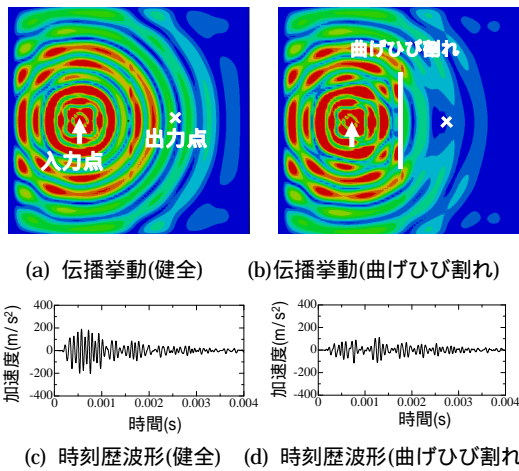 入力点
×
出力点
曲げひび割れ
×
(a) 伝播挙動(健全)
(b)伝播挙動(曲げひび割れ)
加速度(m/s²)
400
200
0
-200
-400
0
0.001
0.002
0.003
0.004
時間(s)
加速度(m/s²)
400
200
0
-200
-400
0
0.001
0.002
0.003
0.004
時間(s)
(c) 時刻歴波形(健全)
(d) 時刻歴波形(曲げひび割れ